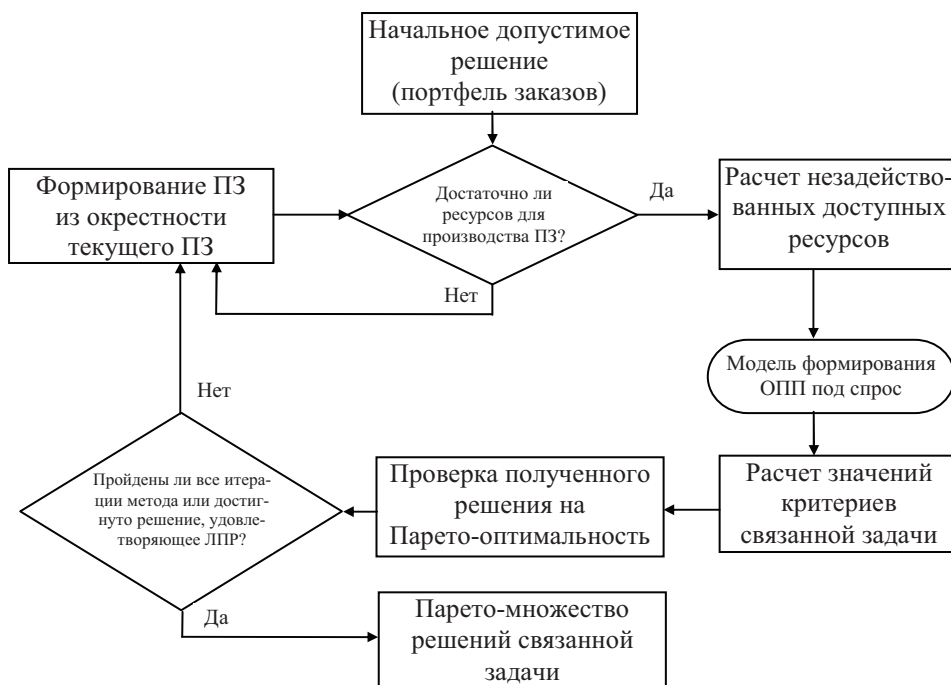 Начальное допустимое
решение
(портфель заказов)
Формирование ПЗ
из окрестности
текущего ПЗ
Достаточно ли
ресурсов для
производства ПЗ?
Да
Расчет незадейство-
ванных доступных
ресурсов
Нет
Модель формирования
ОПП под спрос
Нет
Пройдены ли все итера-
ции метода или достиг-
нуто решение, удовле-
творяющее ЛПР?
Проверка полученного
решения на
Парето-оптимальность
Расчет значений
критериев
связанной задачи
Да
Парето-множество
решений связанной
задачи